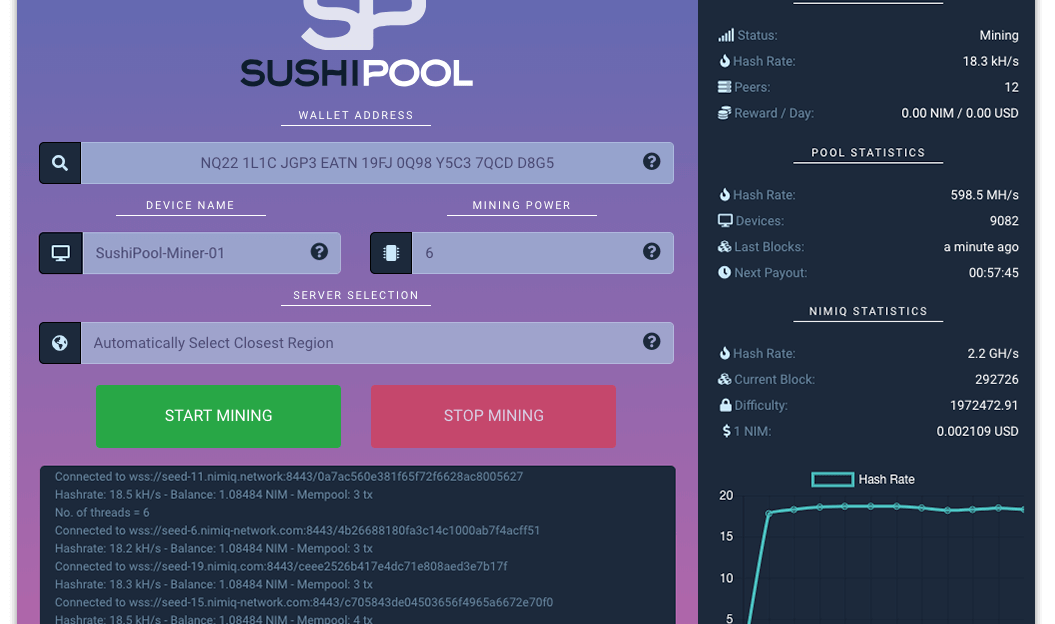 SP
SUSHIPOOL
WALLET ADDRESS
NQ22 1L1C JGP3 EATN 19FJ 0Q98 Y5C3 7QCD D8G5
DEVICE NAME
MINING POWER
SushiPool-Miner-01
6
SERVER SELECTION
Automatically Select Closest Region
START MINING
STOP MINING
Connected to wss://seed-11.nimiq.network:8443/0a7ac560e381f65f72f6628ac8005627
Hashrate: 18.5 kH/s - Balance: 1.08484 NIM - Mempool: 3 tx
No. of threads = 6
Connected to wss://seed-6.nimiq-network.com:8443/4b26688180fa3c14c1000ab7f4acff51
Hashrate: 18.2 kH/s - Balance: 1.08484 NIM - Mempool: 3 tx
Connected to wss://seed-19.nimiq.com:8443/ceee2526b417e4dc71e808aed3e7b17f
Hashrate: 18.3 kH/s - Balance: 1.08484 NIM - Mempool: 3 tx
Connected to wss://seed-15.nimiq-network.com:8443/c705843de04503656f4965a6672e70f0
Hashrate: 18.5 kH/s - Balance: 1.08484 NIM - Mempool: 4 tx
Status: Mining
Hash Rate: 18.3 kH/s
Peers: 12
Reward / Day: 0.00 NIM / 0.00 USD
POOL STATISTICS
Hash Rate: 598.5 MH/s
Devices: 9082
Last Blocks: a minute ago
Next Payout: 00:57:45
NIMIQ STATISTICS
Hash Rate: 2.2 GH/s
Current Block: 292726
Difficulty: 1972472.91
1 NIM: 0.002109 USD
Hash Rate
20
15
10
5